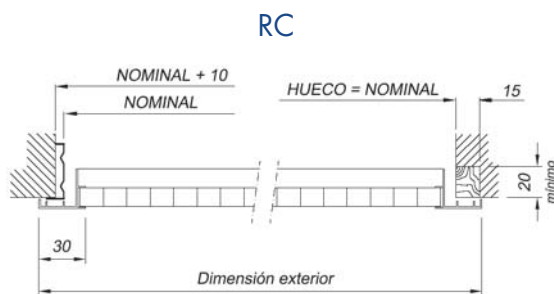 RC
NOMINAL + 10
NOMINAL
HUECO = NOMINAL
15
20
mínimo
30
Dimensión exterior